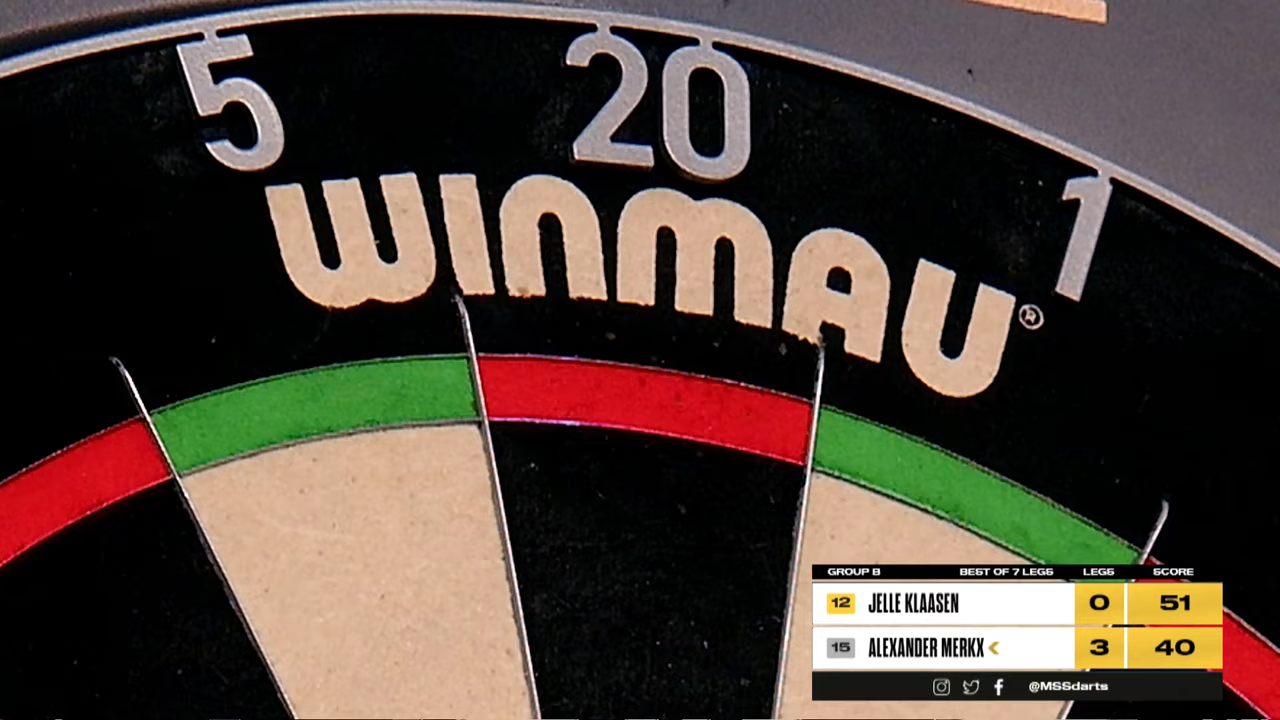 5 20 1
WINMAU®
GROUP B BEST OF 7 LEGS LEGS SCORE
12 JELLE KLAASEN 0 51
15 ALEXANDER MERKX 3 40
@MSSdarts